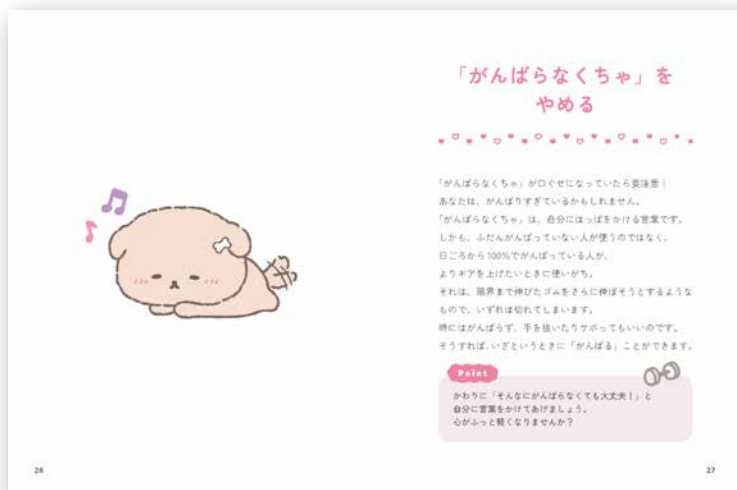 「がんばらなくちゃ」を
やめる
「がんばらなくちゃ」が口ぐせになっていたら要注意！
あなたは、がんばりすぎているかもしれません。
「がんばらなくちゃ」は、自分にはっぱをかける言葉です。
しかも、ふだんがんばっていない人が使うのではなく、
日ごろから100%でがんばっている人が、
よりギアを上げたいときに使いがち。
それは、限界まで伸びたゴムをさらに伸ばそうとするような
もので、いずれは切れてしまいます。
時にはがんばらず、手を抜いたりサボってもいいのです。
そうすれば、いざというときに「がんばる」ことができます。
Point
かわりに「そんなにがんばらなくても大丈夫！」と
自分に言葉をかけてあげましょう。
心がふっと軽くなりませんか？
26
27